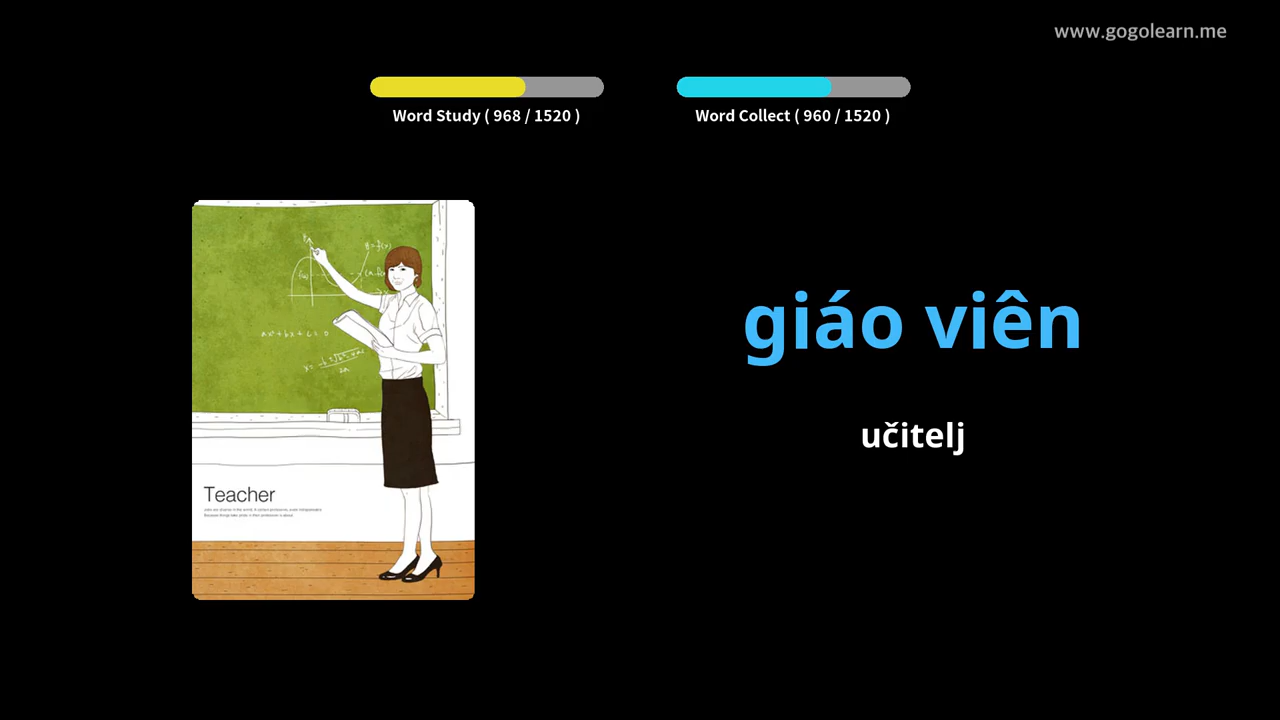 www.gogolearn.me
Word Study ( 968 / 1520 )
Word Collect ( 960 / 1520 )
giáo viên
učitelj
Teacher